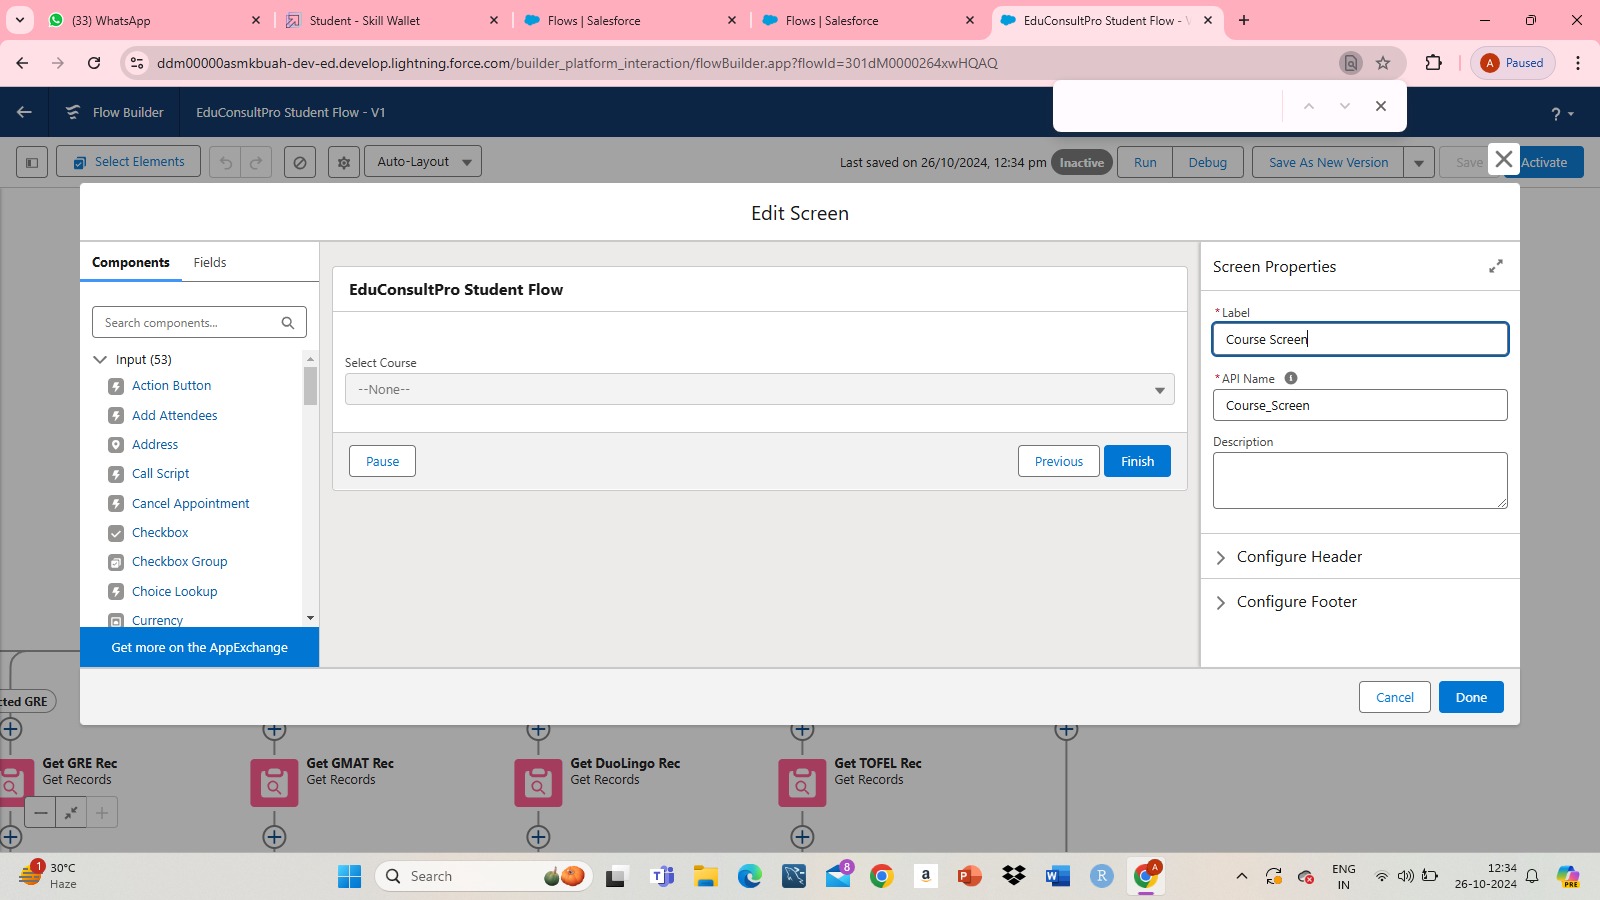 (33) WhatsApp
Student - Skill Wallet
Flows | Salesforce
Flows | Salesforce
EduConsultPro Student Flow - V
ddm00000asmkbuah-dev-ed.develop.lightning.force.com/builder_platform_interaction/flowBuilder.app?flowId=301dM0000264xwHQAQ
A
Paused
Flow Builder
EduConsultPro Student Flow - V1
?
Select Elements
Auto-Layout
Last saved on 26/10/2024, 12:34 pm
Inactive
Run
Debug
Save As New Version
Save
Activate
Edit Screen
Components
Fields
Search components...
Input (53)
Action Button
Add Attendees
Address
Call Script
Cancel Appointment
Checkbox
Checkbox Group
Choice Lookup
Currency
Get more on the AppExchange
EduConsultPro Student Flow
Select Course
--None--
Pause
Previous
Finish
Screen Properties
* Label
Course Screen
* API Name
Course_Screen
Description
Configure Header
Configure Footer
Cancel
Done
cted GRE
Get GRE Rec
Get Records
Get GMAT Rec
Get Records
Get DuoLingo Rec
Get Records
Get TOFEL Rec
Get Records
1
30°C
Haze
Search
8
a
P
W
R
A
ENG
IN
12:34
26-10-2024
PRE